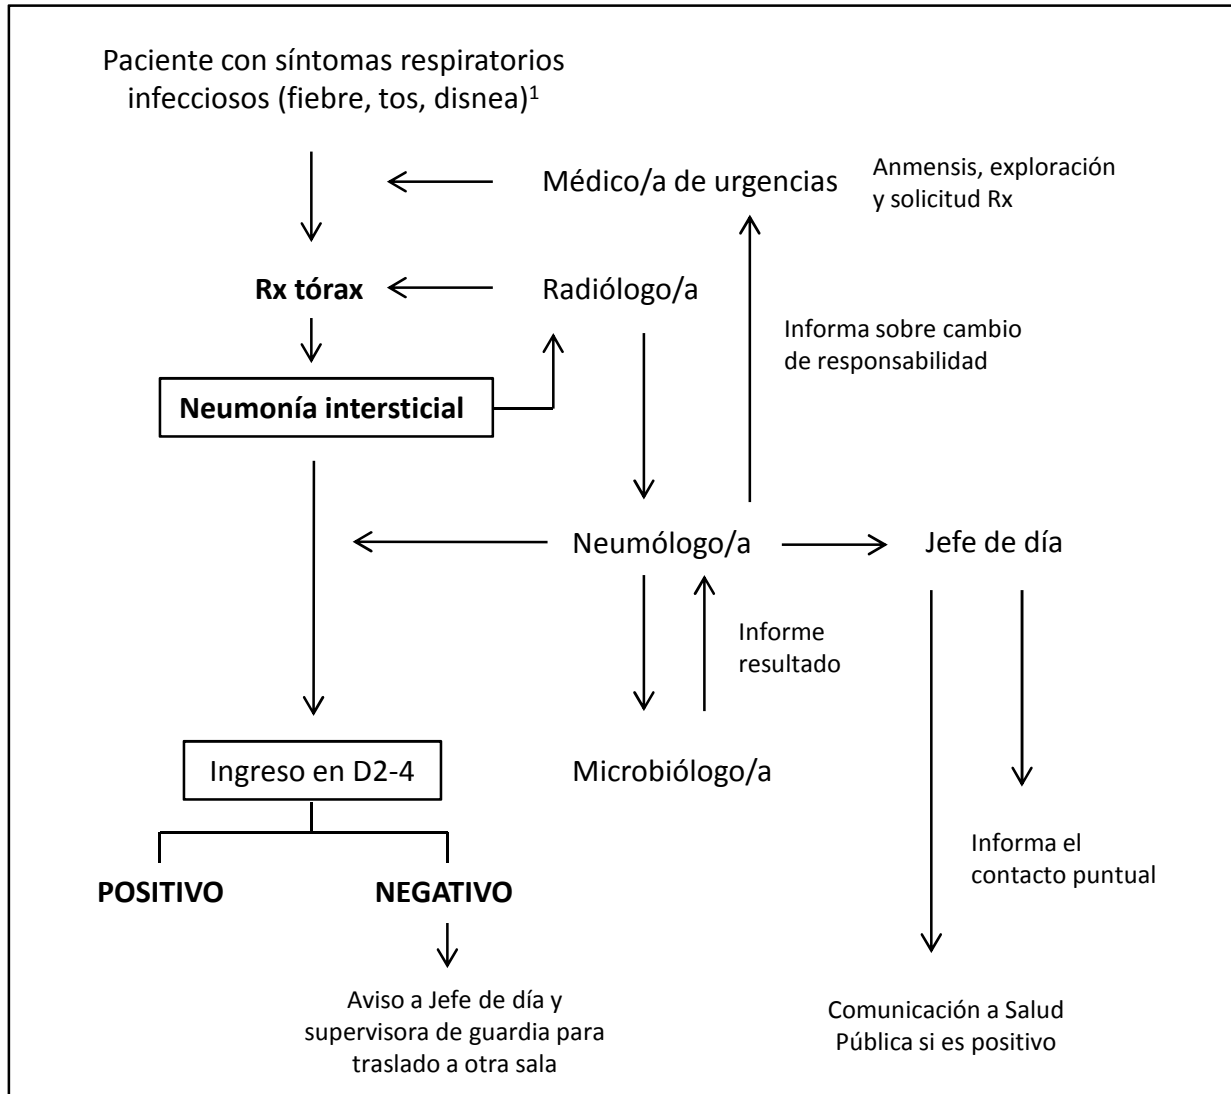 Paciente con síntomas respiratorios
infecciosos (fiebre, tos, disnea)¹
Médico/a de urgencias
Anmensis, exploración
y solicitud Rx
Rx tórax
Radiólogo/a
Informa sobre cambio
de responsabilidad
Neumonía intersticial
Neumólogo/a
Jefe de día
Informe
resultado
Ingreso en D2-4
Microbiólogo/a
Informa el
contacto puntual
POSITIVO
NEGATIVO
Aviso a Jefe de día y
supervisora de guardia para
traslado a otra sala
Comunicación a Salud
Pública si es positivo